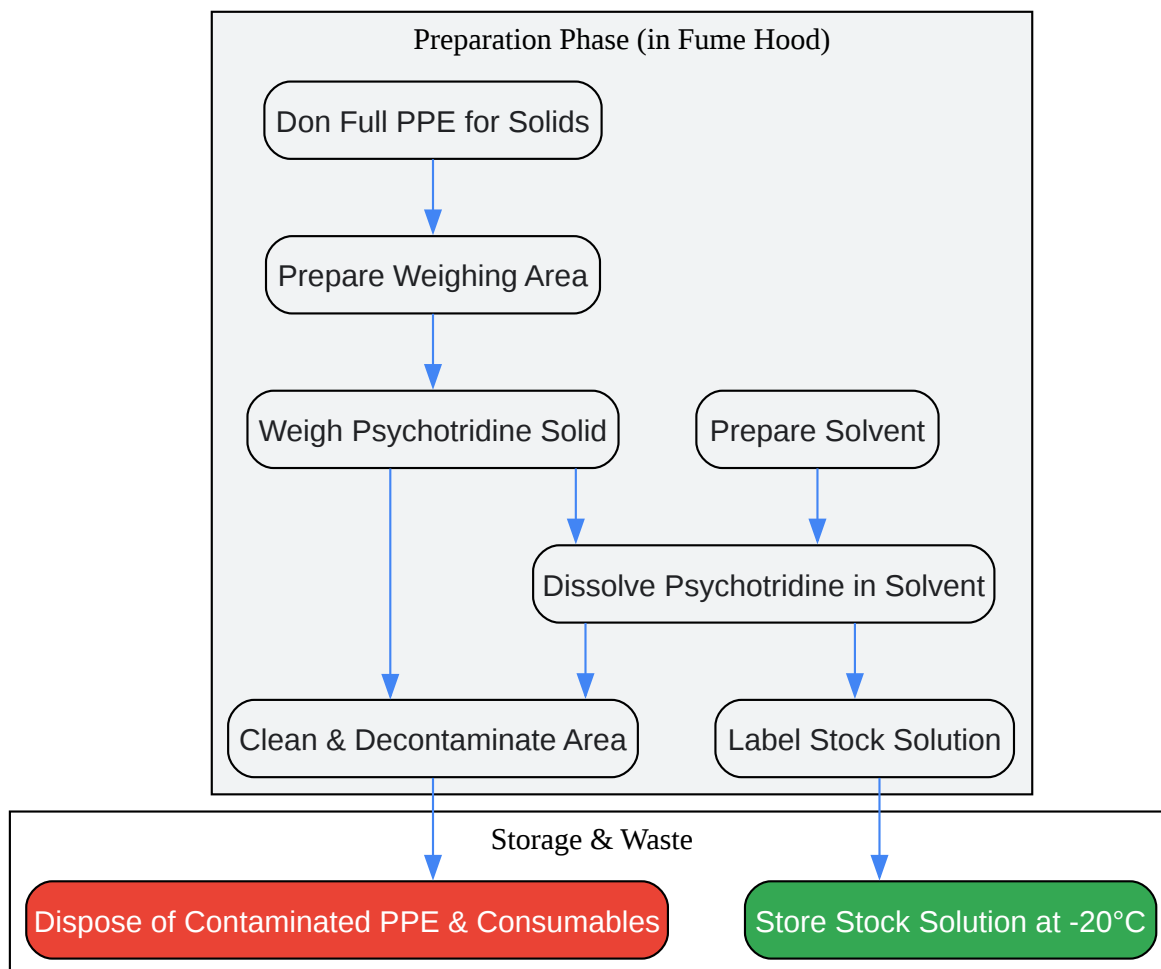 Preparation Phase (in Fume Hood)
Don Full PPE for Solids
Prepare Weighing Area
Weigh Psychotridine Solid
Prepare Solvent
Dissolve Psychotridine in Solvent
Clean & Decontaminate Area
Label Stock Solution
Storage & Waste
Dispose of Contaminated PPE & Consumables
Store Stock Solution at -20°C